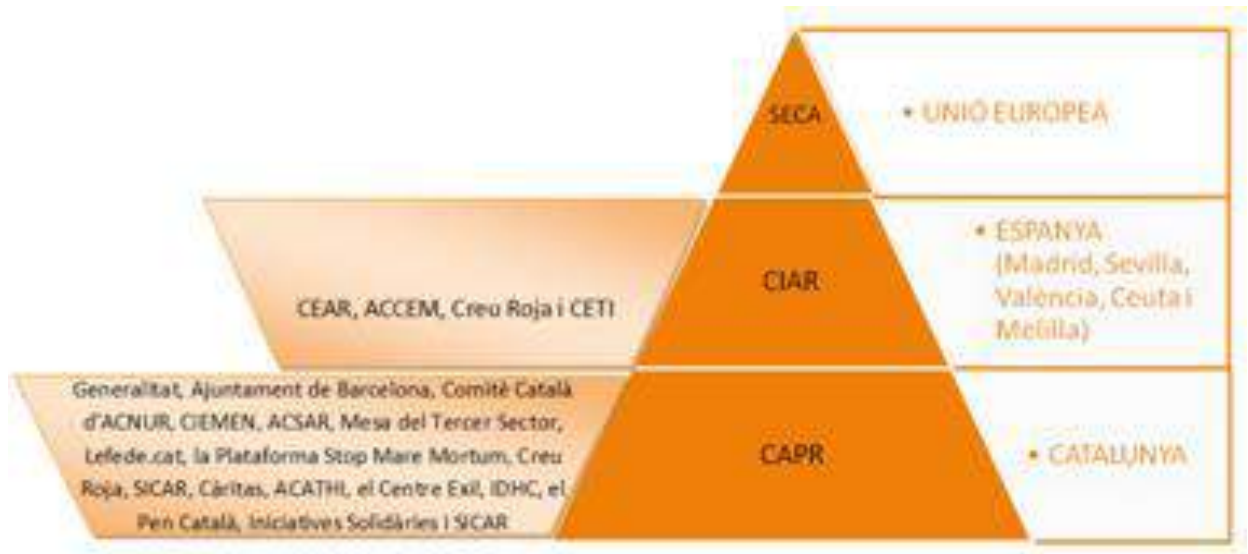 SECA
• UNIÓ EUROPEA
CEAR, ACCEM, Creu Roja i CETI
CIAR
• ESPANYA
(Madrid, Sevilla,
València, Ceuta i
Melilla)
Generalitat, Ajuntament de Barcelona, Comitè Català
d'ACNUR, CIEMEN, ACSAR, Mesa del Tercer Sector,
Lefede.cat, la Plataforma Stop Mare Mortum, Creu
Roja, SICAR, Càritas, ACATHI, el Centre Exil, IDHC, el
Pen Català, Iniciatives Solidàries i SICAR
CAPR
• CATALUNYA